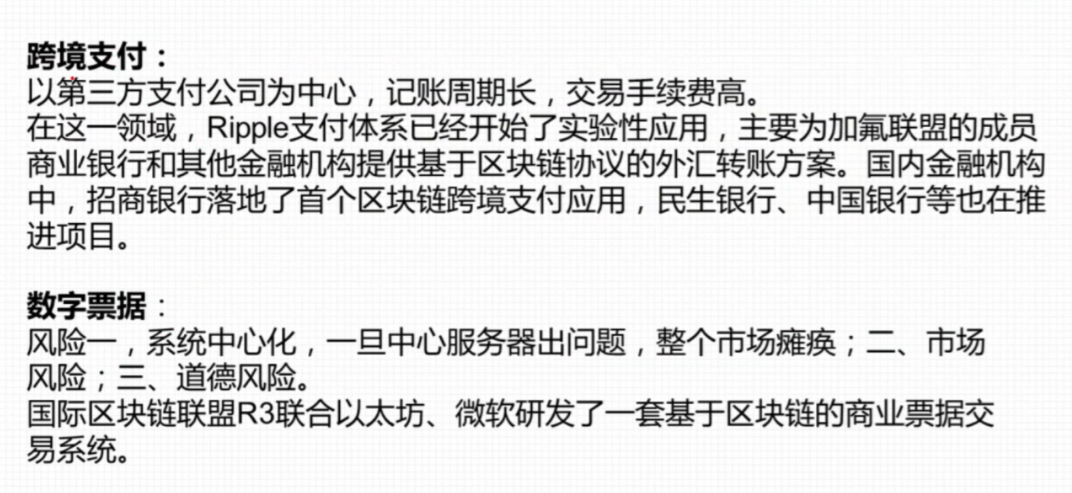 跨境支付：
以第三方支付公司为中心，记账周期长，交易手续费高。
在这一领域，Ripple支付体系已经开始了实验性应用，主要为加氟联盟的成员
商业银行和其他金融机构提供基于区块链协议的外汇转账方案。国内金融机构
中，招商银行落地了首个区块链跨境支付应用，民生银行、中国银行等也在推
进项目。
数字票据：
风险一，系统中心化，一旦中心服务器出问题，整个市场瘫痪；二、市场
风险；三、道德风险。
国际区块链联盟R3联合以太坊、微软研发了一套基于区块链的商业票据交
易系统。